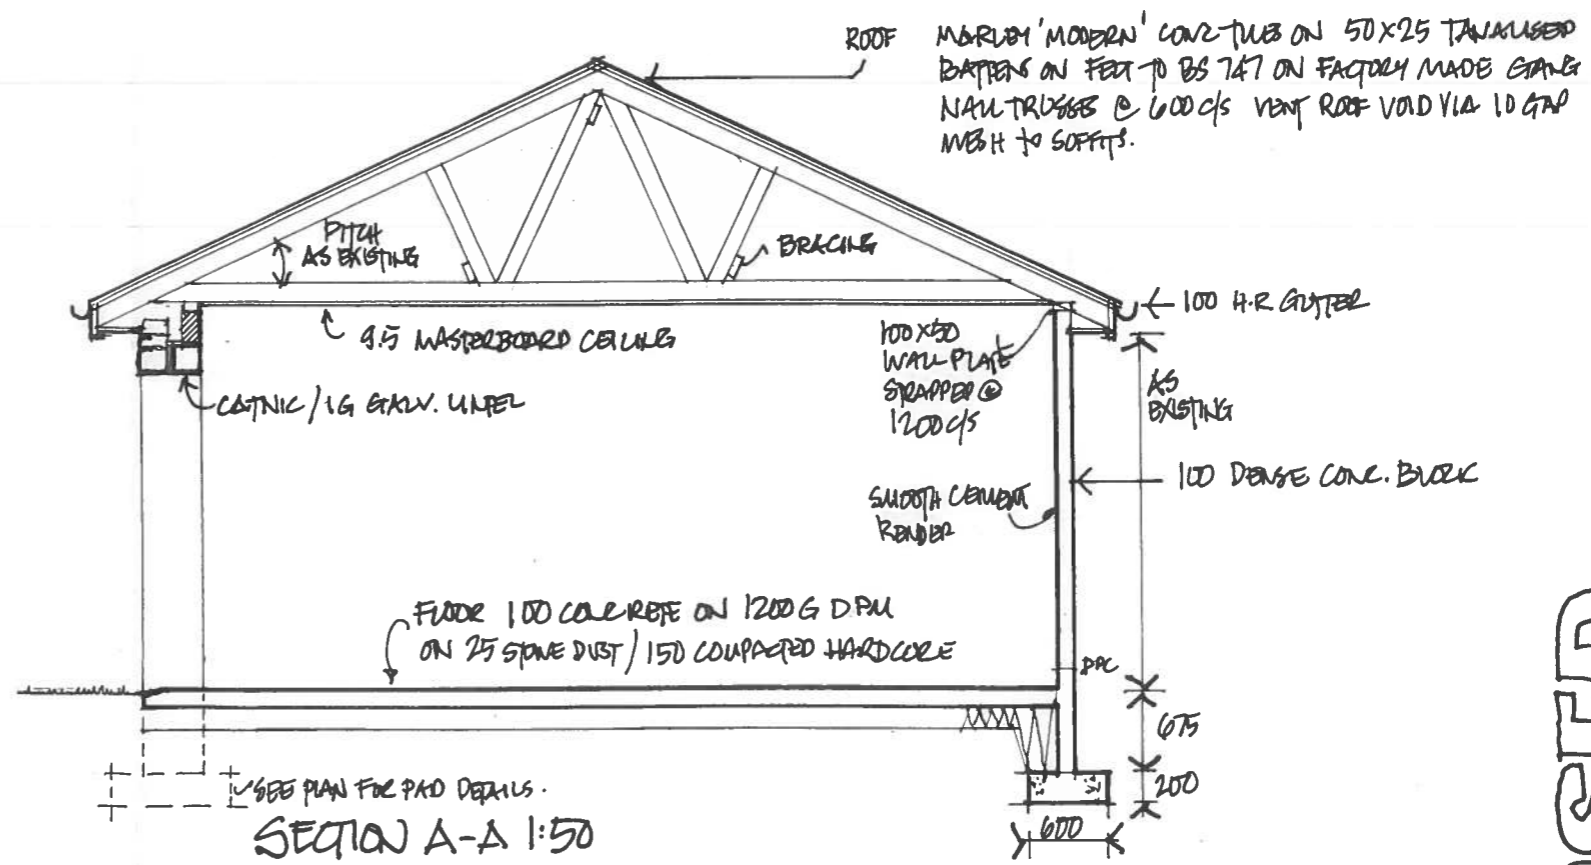 ROOF
MARLEY 'MODERN' CONC TILES ON 50X25 TANALISED
BATTENS ON FELT TO BS 747 ON FACTORY MADE GANG
NAIL TRUSSES @ 600 C/S VENT ROOF VOID VIA 10 GAP
MESH TO SOFFITS.
PITCH
AS EXISTING
BRACING
100 H.R GUTTER
9.5 MASTERBOARD CEILING
100X50
WALL PLATE
STRAPPED @
1200 C/S
AS
EXISTING
CATNIC/IG GALV. LINTEL
100 DENSE CONC. BLOCK
SMOOTH CEMENT
RENDER
FLOOR 100 CONCRETE ON 1200G DPM
ON 25 STONE DUST/150 COMPACTED HARDCORE
DPC
675
200
600
SEE PLAN FOR PAD DETAILS.
SECTION A-A 1:50